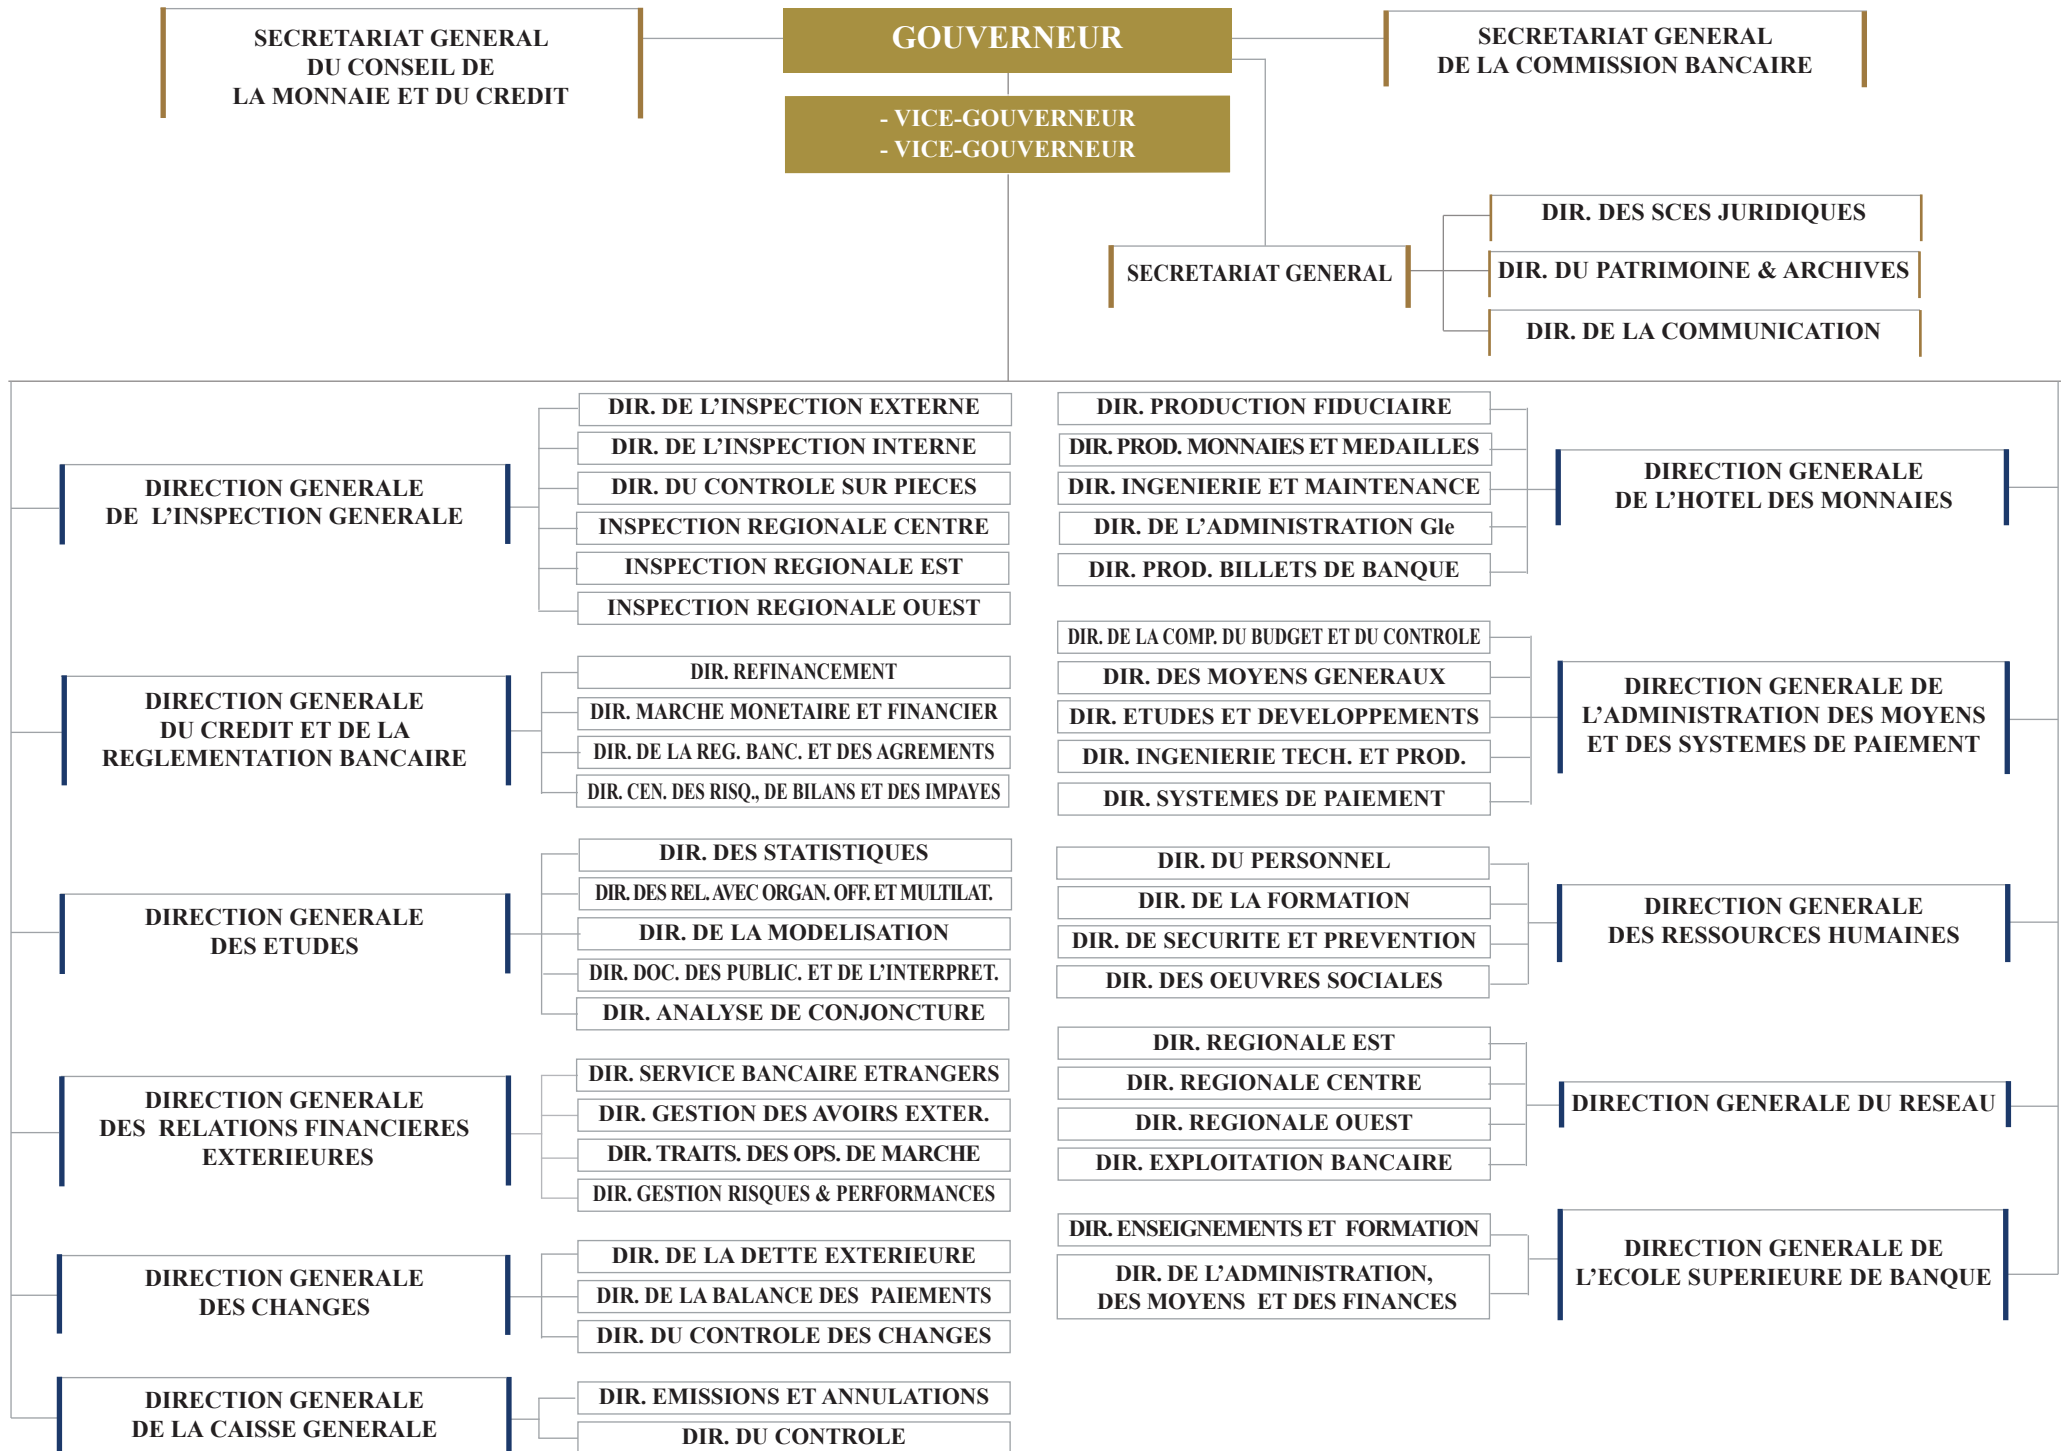 SECRETARIAT GENERAL
DU CONSEIL DE
LA MONNAIE ET DU CREDIT
GOUVERNEUR
SECRETARIAT GENERAL
DE LA COMMISSION BANCAIRE
- VICE-GOUVERNEUR
- VICE-GOUVERNEUR
SECRETARIAT GENERAL
DIR. DES SCES JURIDIQUES
DIR. DU PATRIMOINE & ARCHIVES
DIR. DE LA COMMUNICATION
DIRECTION GENERALE
DE L’INSPECTION GENERALE
DIR. DE L’INSPECTION EXTERNE
DIR. DE L’INSPECTION INTERNE
DIR. DU CONTROLE SUR PIECES
INSPECTION REGIONALE CENTRE
INSPECTION REGIONALE EST
INSPECTION REGIONALE OUEST
DIRECTION GENERALE
DU CREDIT ET DE LA
REGLEMENTATION BANCAIRE
DIR. REFINANCEMENT
DIR. MARCHE MONETAIRE ET FINANCIER
DIR. DE LA REG. BANC. ET DES AGREMENTS
DIR. CEN. DES RISQ., DE BILANS ET DES IMPAYES
DIRECTION GENERALE
DES ETUDES
DIR. DES STATISTIQUES
DIR. DES REL. AVEC ORGAN. OFF. ET MULTILAT.
DIR. DE LA MODELISATION
DIR. DOC. DES PUBLIC. ET DE L’INTERPRET.
DIR. ANALYSE DE CONJONCTURE
DIRECTION GENERALE
DES RELATIONS FINANCIERES
EXTERIEURES
DIR. SERVICE BANCAIRE ETRANGERS
DIR. GESTION DES AVOIRS EXTER.
DIR. TRAITS. DES OPS. DE MARCHE
DIR. GESTION RISQUES & PERFORMANCES
DIRECTION GENERALE
DES CHANGES
DIR. DE LA DETTE EXTERIEURE
DIR. DE LA BALANCE DES PAIEMENTS
DIR. DU CONTROLE DES CHANGES
DIRECTION GENERALE
DE LA CAISSE GENERALE
DIR. EMISSIONS ET ANNULATIONS
DIR. DU CONTROLE
DIR. PRODUCTION FIDUCIAIRE
DIR. PROD. MONNAIES ET MEDAILLES
DIR. INGENIERIE ET MAINTENANCE
DIR. DE L’ADMINISTRATION Gle
DIR. PROD. BILLETS DE BANQUE
DIRECTION GENERALE
DE L’HOTEL DES MONNAIES
DIR. DE LA COMP. DU BUDGET ET DU CONTROLE
DIR. DES MOYENS GENERAUX
DIR. ETUDES ET DEVELOPPEMENTS
DIR. INGENIERIE TECH. ET PROD.
DIR. SYSTEMES DE PAIEMENT
DIRECTION GENERALE DE
L’ADMINISTRATION DES MOYENS
ET DES SYSTEMES DE PAIEMENT
DIR. DU PERSONNEL
DIR. DE LA FORMATION
DIR. DE SECURITE ET PREVENTION
DIR. DES OEUVRES SOCIALES
DIRECTION GENERALE
DES RESSOURCES HUMAINES
DIR. REGIONALE EST
DIR. REGIONALE CENTRE
DIR. REGIONALE OUEST
DIR. EXPLOITATION BANCAIRE
DIRECTION GENERALE DU RESEAU
DIR. ENSEIGNEMENTS ET FORMATION
DIR. DE L’ADMINISTRATION,
DES MOYENS ET DES FINANCES
DIRECTION GENERALE DE
L’ECOLE SUPERIEURE DE BANQUE